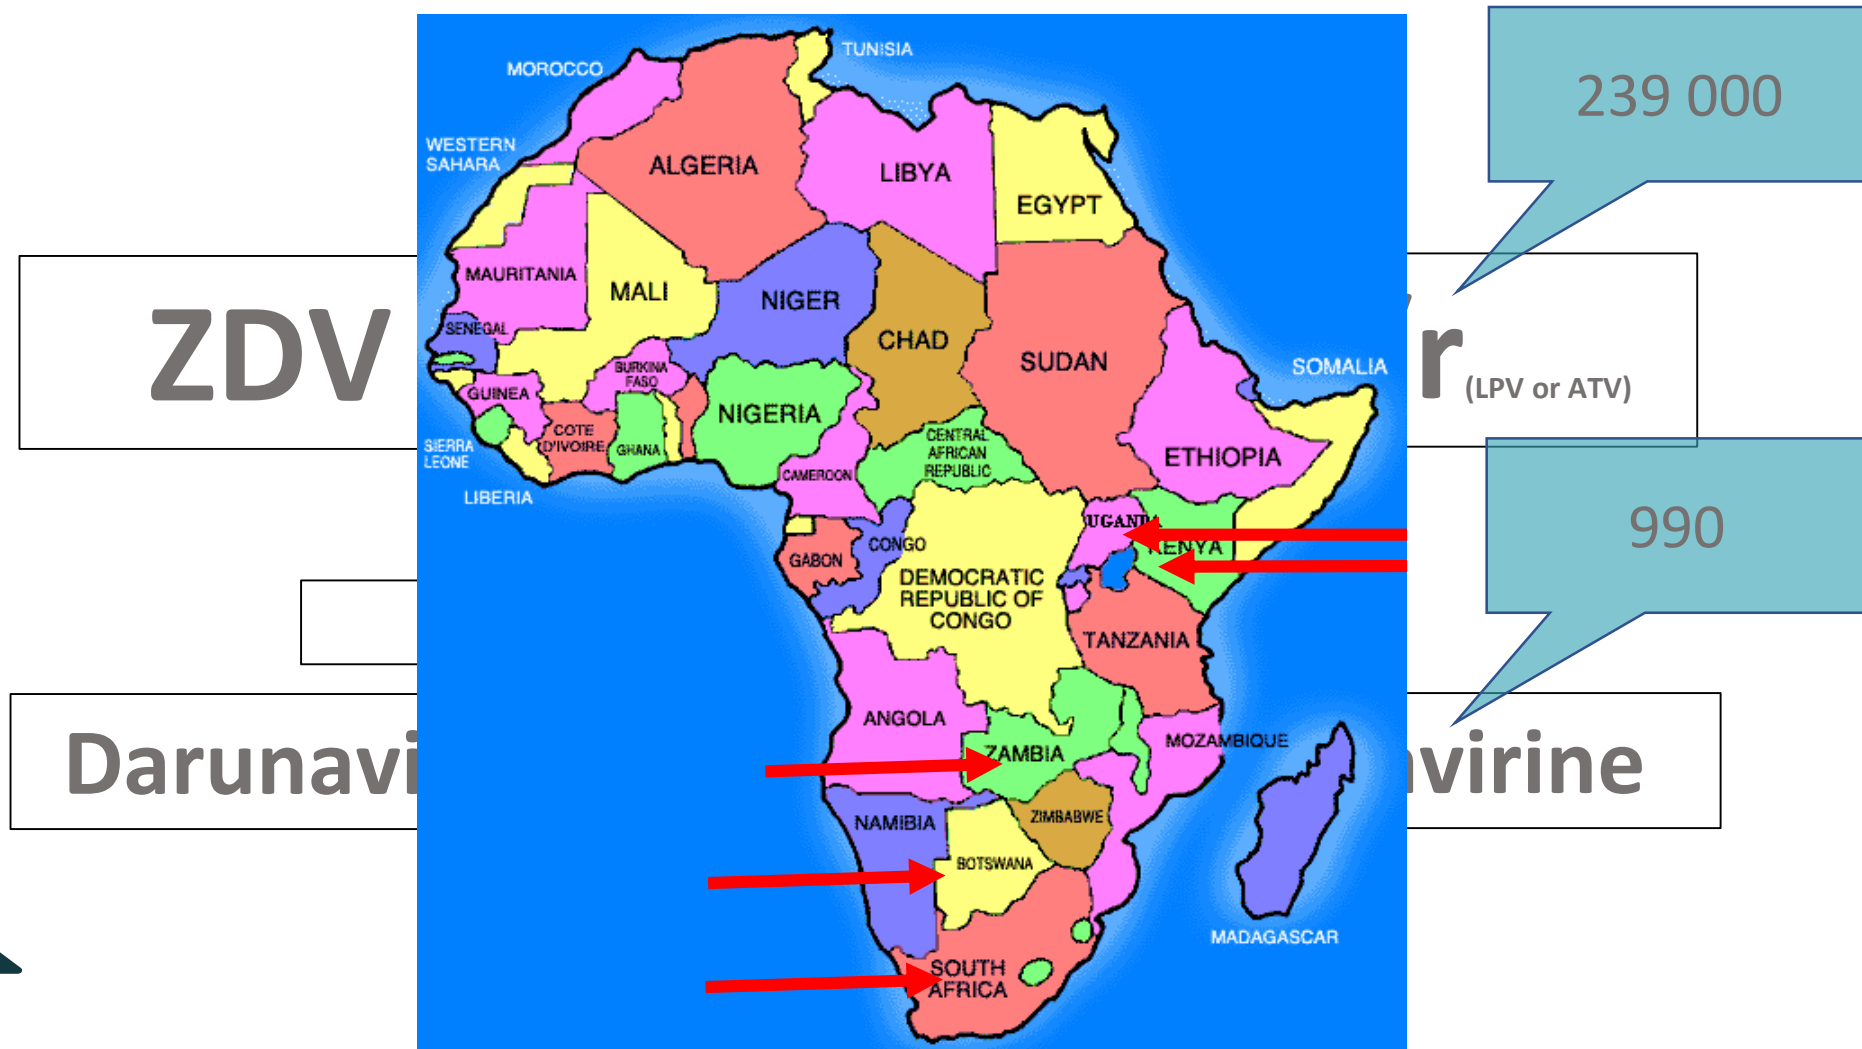 239 000
TUNISIA
MOROCCO
WESTERN
SAHARA
ALGERIA
LIBYA
EGYPT
MAURITANIA
MALI
NIGER
CHAD
SUDAN
SENEGAL
ZDV
r (LPV or ATV)
SOMALIA
BURKINA
FASO
GUINEA
NIGERIA
COTE
D'IVOIRE
GHANA
SIERRA
LEONE
LIBERIA
CENTRAL
AFRICAN
REPUBLIC
CAMEROON
ETHIOPIA
990
UGANDA
KENYA
GABON
CONGO
DEMOCRATIC
REPUBLIC OF
CONGO
TANZANIA
ANGOLA
ZAMBIA
MOZAMBIQUE
Darunavi
virine
NAMIBIA
ZIMBABWE
BOTSWANA
MADAGASCAR
SOUTH
AFRICA